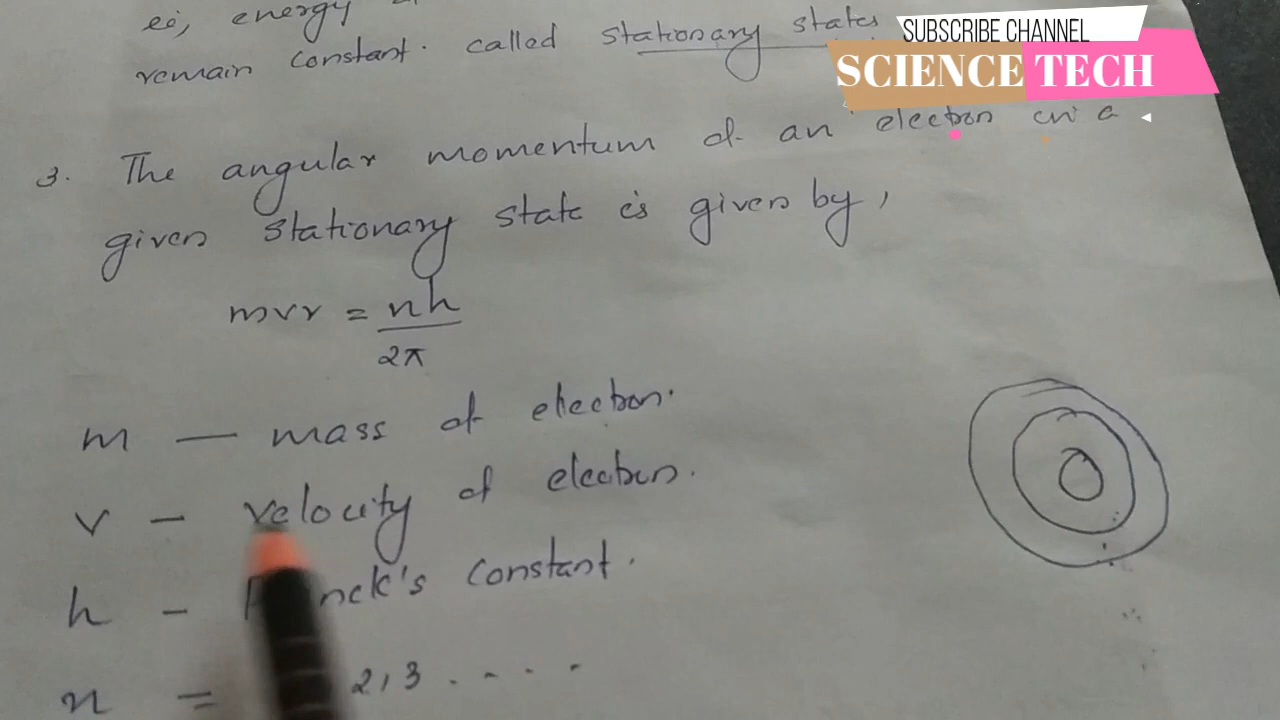 ei, energy
remain constant. called stationary states
SUBSCRIBE CHANNEL
SCIENCE TECH
3. The angular momentum of an electron in a
given stationary state is given by,
mvr = nh
2π
m — mass of electron.
v - velocity of electron.
h - nck's constant.
n = 2,3 . . . .